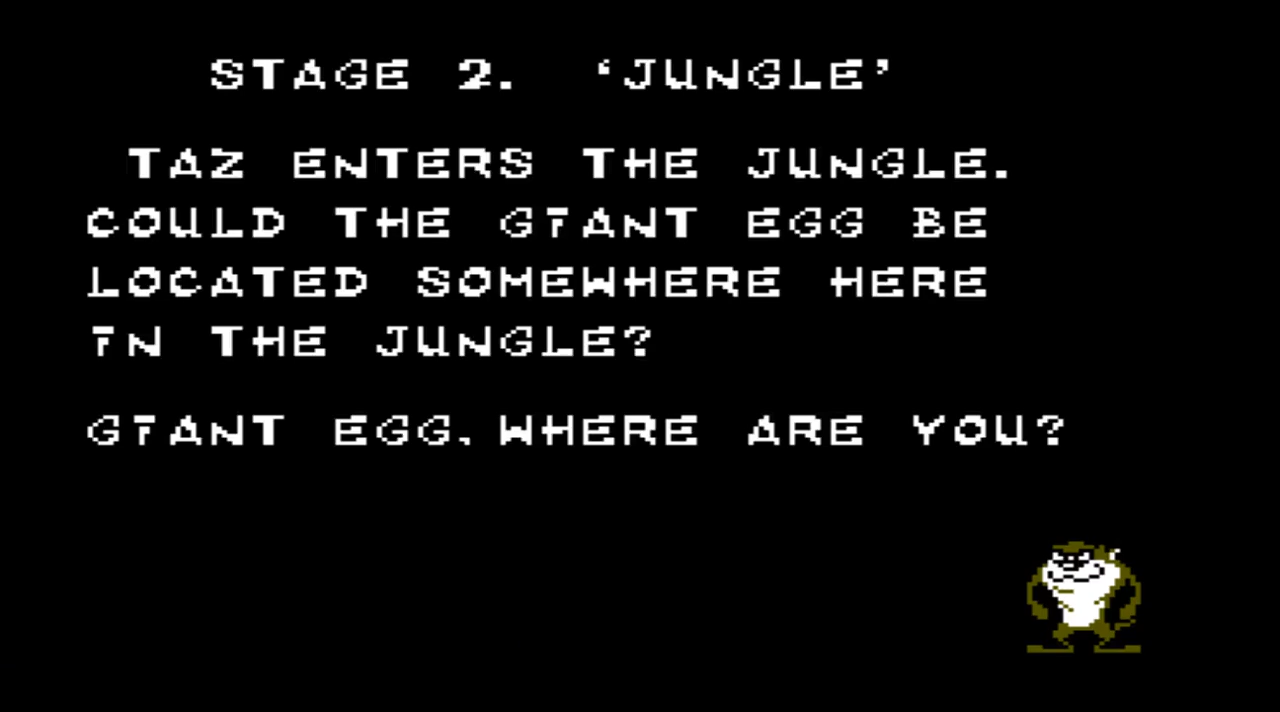 STAGE 2. 'JUNGLE'
TAZ ENTERS THE JUNGLE.
COULD THE GIANT EGG BE
LOCATED SOMEWHERE HERE
IN THE JUNGLE?
GIANT EGG, WHERE ARE YOU?